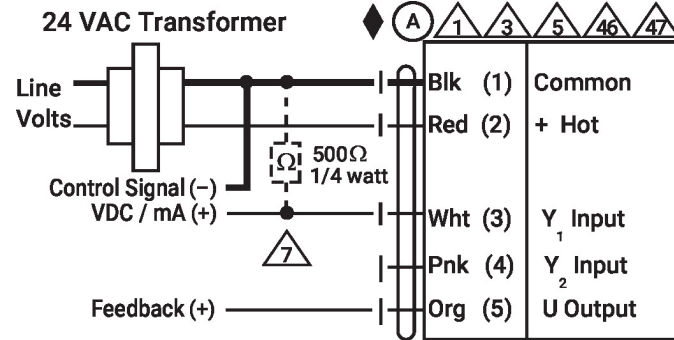 24 VAC Transformer
A 1 3 5 46 47
Line
Volts
Blk (1) Common
Red (2) + Hot
Ω 500Ω
1/4 watt
Control Signal (−)
VDC / mA (+)
Wht (3) Y1 Input
7
Pnk (4) Y2 Input
Feedback (+)
Org (5) U Output